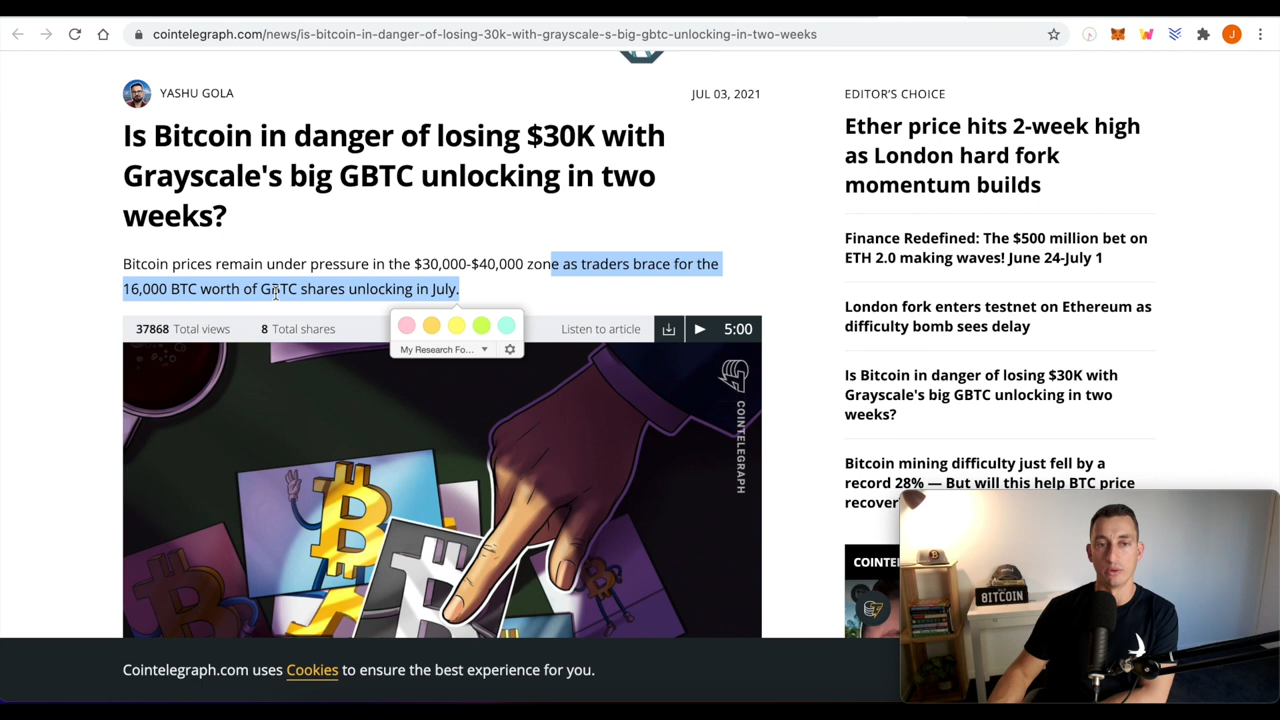 cointelegraph.com/news/is-bitcoin-in-danger-of-losing-30k-with-grayscale-s-big-gbtc-unlocking-in-two-weeks
J
YASHU GOLA
JUL 03, 2021
Is Bitcoin in danger of losing $30K with
Grayscale's big GBTC unlocking in two
weeks?
Bitcoin prices remain under pressure in the $30,000-$40,000 zone as traders brace for the
16,000 BTC worth of GBTC shares unlocking in July.
37868 Total views
8 Total shares
Listen to article
5:00
My Research Fo...
COINTELEGRAPH
EDITOR'S CHOICE
Ether price hits 2-week high
as London hard fork
momentum builds
Finance Redefined: The $500 million bet on
ETH 2.0 making waves! June 24-July 1
London fork enters testnet on Ethereum as
difficulty bomb sees delay
Is Bitcoin in danger of losing $30K with
Grayscale's big GBTC unlocking in two
weeks?
Bitcoin mining difficulty just fell by a
record 28% — But will this help BTC price
recover
COINTE
BITCOIN
Cointelegraph.com uses Cookies to ensure the best experience for you.